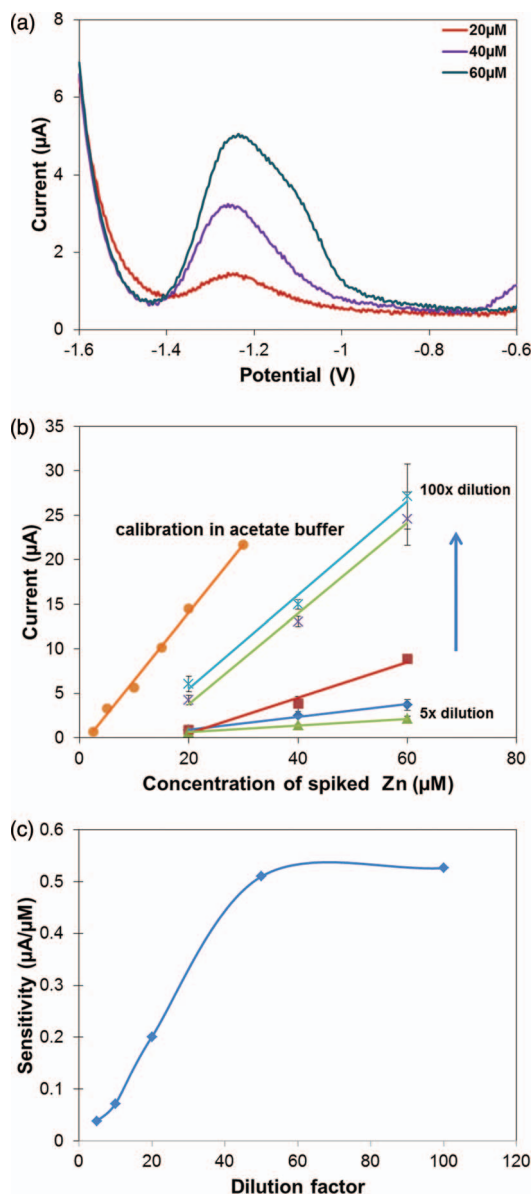 (a)
20µM
40µM
60µM
8
6
4
2
0
Current (µA)
-1.6
-1.4
-1.2
-1
-0.8
-0.6
Potential (V)
(b)
35
30
25
20
15
10
5
0
Current (µA)
calibration in acetate buffer
100x dilution
5x dilution
0
20
40
60
80
Concentration of spiked Zn (µM)
(c)
0.6
0.5
0.4
0.3
0.2
0.1
0
Sensitivity (µA/µM)
0
20
40
60
80
100
120
Dilution factor